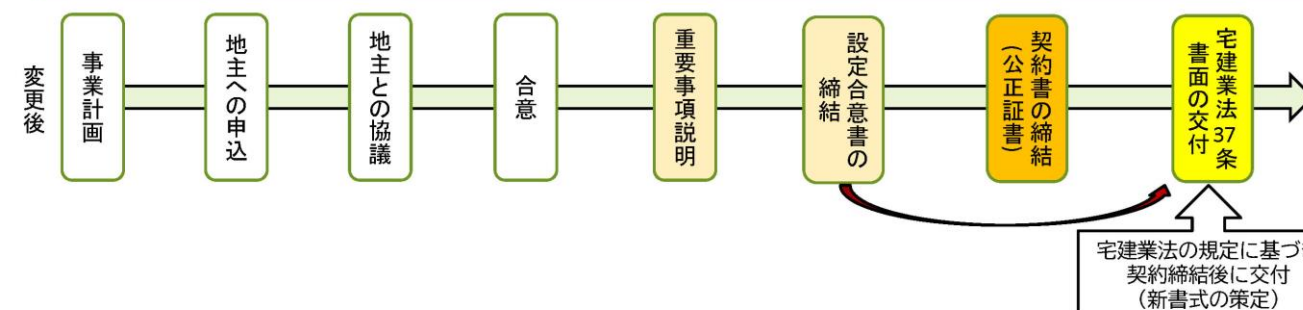 変更後
事業計画
地主への申込
地主との協議
合意
重要事項説明
設定合意書の
締結
契約書の締結
(公正証書)
宅建業法37条
書面の交付
宅建業法の規定に基づ
契約締結後に交付
（新書式の策定）